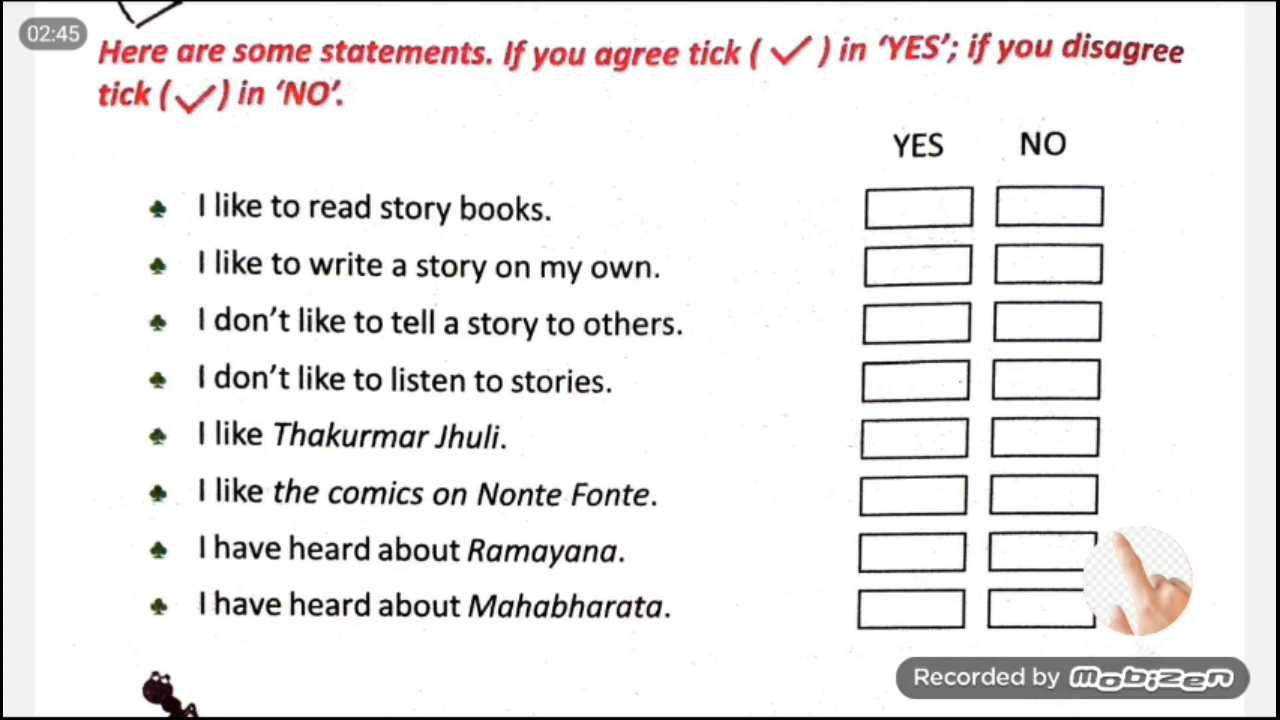 02:45
Here are some statements. If you agree tick ( ✓ ) in ‘YES’; if you disagree
tick (✓) in ‘NO’.
YES NO
♣ I like to read story books.
♣ I like to write a story on my own.
♣ I don’t like to tell a story to others.
♣ I don’t like to listen to stories.
♣ I like Thakurmar Jhuli.
♣ I like the comics on Nonte Fonte.
♣ I have heard about Ramayana.
♣ I have heard about Mahabharata.
Recorded by mobizen